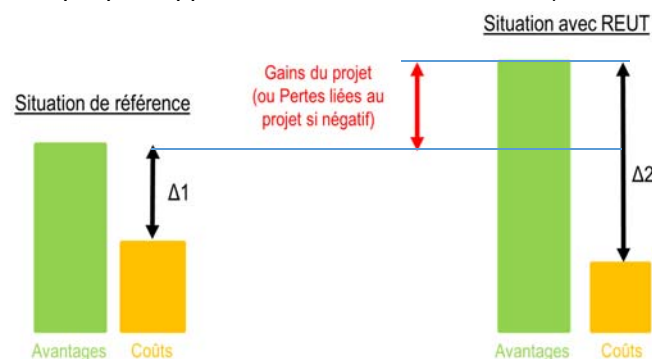 Situation avec REUT
Gains du projet
(ou Pertes liées au
projet si négatif)
Situation de référence
Δ1
Δ2
Avantages
Coûts
Avantages
Coûts